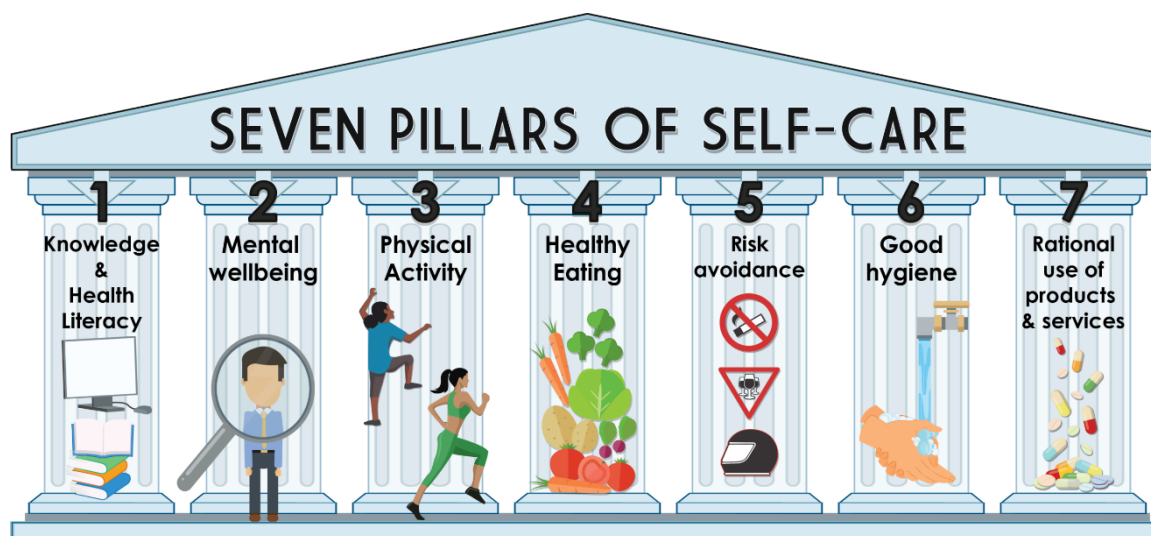 SEVEN PILLARS OF SELF-CARE
1
Knowledge
&
Health
Literacy
2
Mental
wellbeing
3
Physical
Activity
4
Healthy
Eating
5
Risk
avoidance
6
Good
hygiene
7
Rational
use of
products
& services